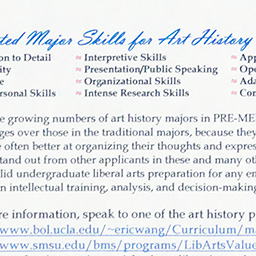 ted Major Skills for Art History
on to Detail ≈ Interpretive Skills ≈ App
ity ≈ Presentation/Public Speaking ≈ Ope
e ≈ Organizational Skills ≈ Ada
rsonal Skills ≈ Intense Research Skills ≈ Con
e growing numbers of art history majors in PRE-ME
ges over those in the traditional majors, because they
e often better at organizing their thoughts and expres
tand out from other applicants in these and many oth
lid undergraduate liberal arts preparation for any em
n intellectual training, analysis, and decision-making
re information, speak to one of the art history p
www.bol.ucla.edu/~ericwang/Curriculum/ma
www.smsu.edu/bms/programs/LibArtsValue